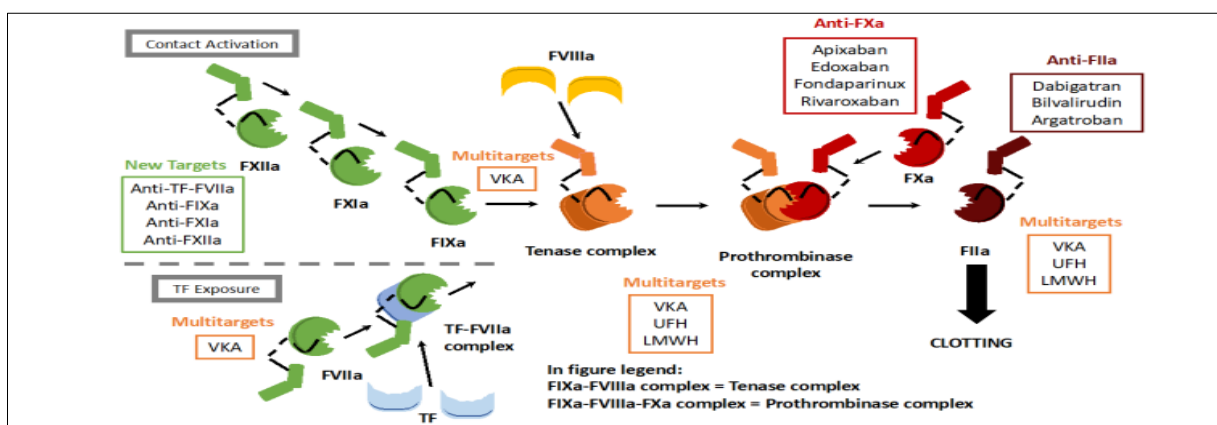 Contact Activation
FXIIa
FXIa
FIXa
New Targets
Anti-TF-FVIIa
Anti-FIXa
Anti-FXIa
Anti-FXIIa
FVIIIa
Multitargets
VKA
Tenase complex
Anti-FXa
Apixaban
Edoxaban
Fondaparinux
Rivaroxaban
FXa
Prothrombinase
complex
Anti-FIIa
Dabigatran
Bilvalirudin
Argatroban
FIIa
Multitargets
VKA
UFH
LMWH
CLOTTING
TF Exposure
Multitargets
VKA
FVIIa
TF-FVIIa
complex
TF
Multitargets
VKA
UFH
LMWH
In figure legend:
FIXa-FVIIIa complex = Tenase complex
FIXa-FVIIIa-FXa complex = Prothrombinase complex